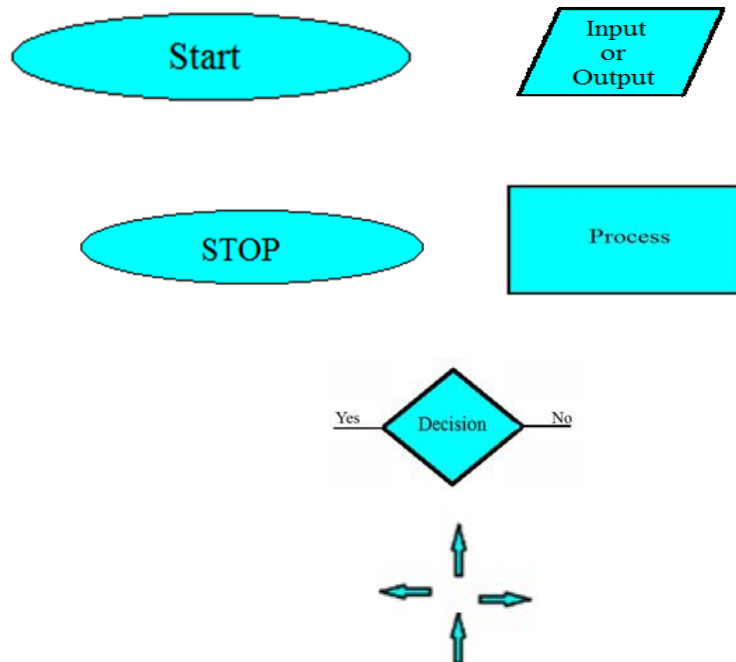 Start
Input
or
Output
STOP
Process
Yes
Decision
No